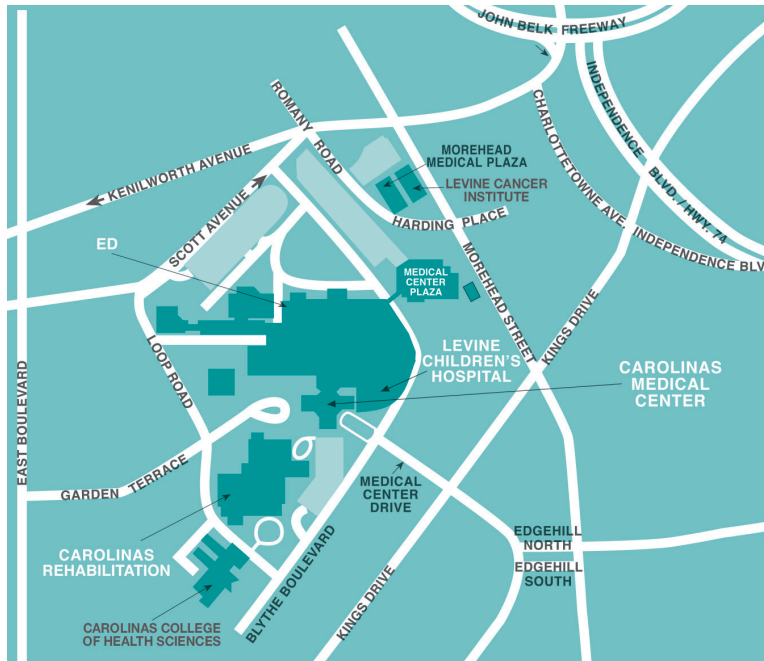 JOHN BELK FREEWAY
INDEPENDENCE BLVD. / HWY. 74
ROMANY ROAD
CHARLOTTETOWNE AVE.
KENILWORTH AVENUE
MOREHEAD
MEDICAL PLAZA
LEVINE CANCER
INSTITUTE
SCOTT AVENUE
HARDING PLACE
INDEPENDENCE BLV
ED
MEDICAL
CENTER
PLAZA
MOREHEAD STREET
KINGS DRIVE
LOOP ROAD
LEVINE
CHILDREN'S
HOSPITAL
CAROLINAS
MEDICAL
CENTER
EAST BOULEVARD
GARDEN TERRACE
MEDICAL
CENTER
DRIVE
EDGEHILL
NORTH
EDGEHILL
SOUTH
CAROLINAS
REHABILITATION
BLYTHE BOULEVARD
KINGS DRIVE
CAROLINAS COLLEGE
OF HEALTH SCIENCES